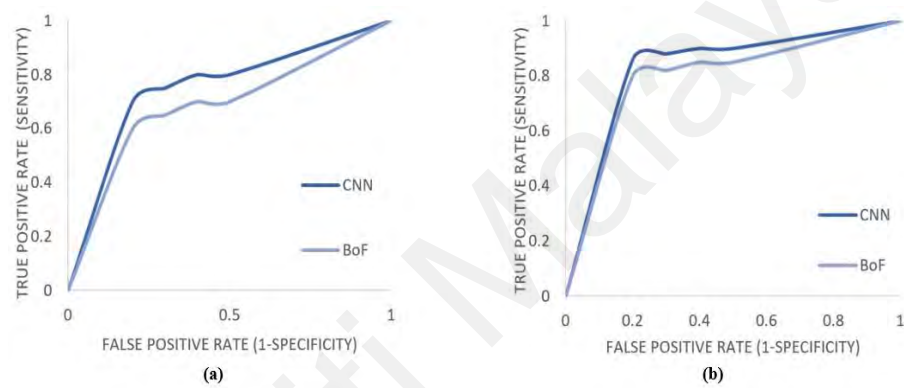 TRUE POSITIVE RATE (SENSITIVITY)
1
0.8
0.6
0.4
0.2
0
0 0.5 1
CNN
BoF
FALSE POSITIVE RATE (1-SPECIFICITY)
(a)
TRUE POSITIVE RATE (SENSITIVITY)
1
0.8
0.6
0.4
0.2
0
0 0.2 0.4 0.6 0.8 1
CNN
BoF
FALSE POSITIVE RATE (1-SPECIFICITY)
(b)
iti Malay